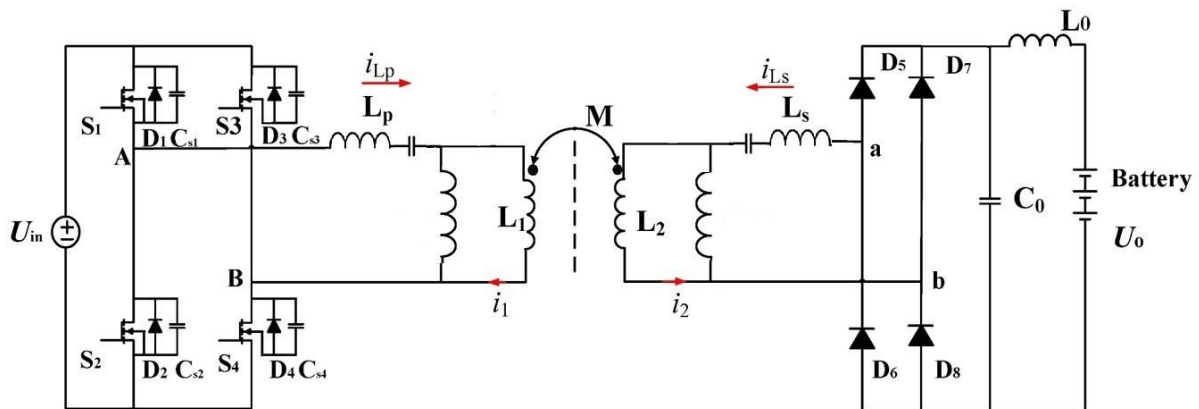 L0
D5
D7
iLp
iLs
Lp
M
Ls
S1
S3
D1 Cs1
D3 Cs3
A
a
Uin
L1
L2
C0
Battery
Uo
B
b
i1
i2
S2
S4
D2 Cs2
D4 Cs4
D6
D8